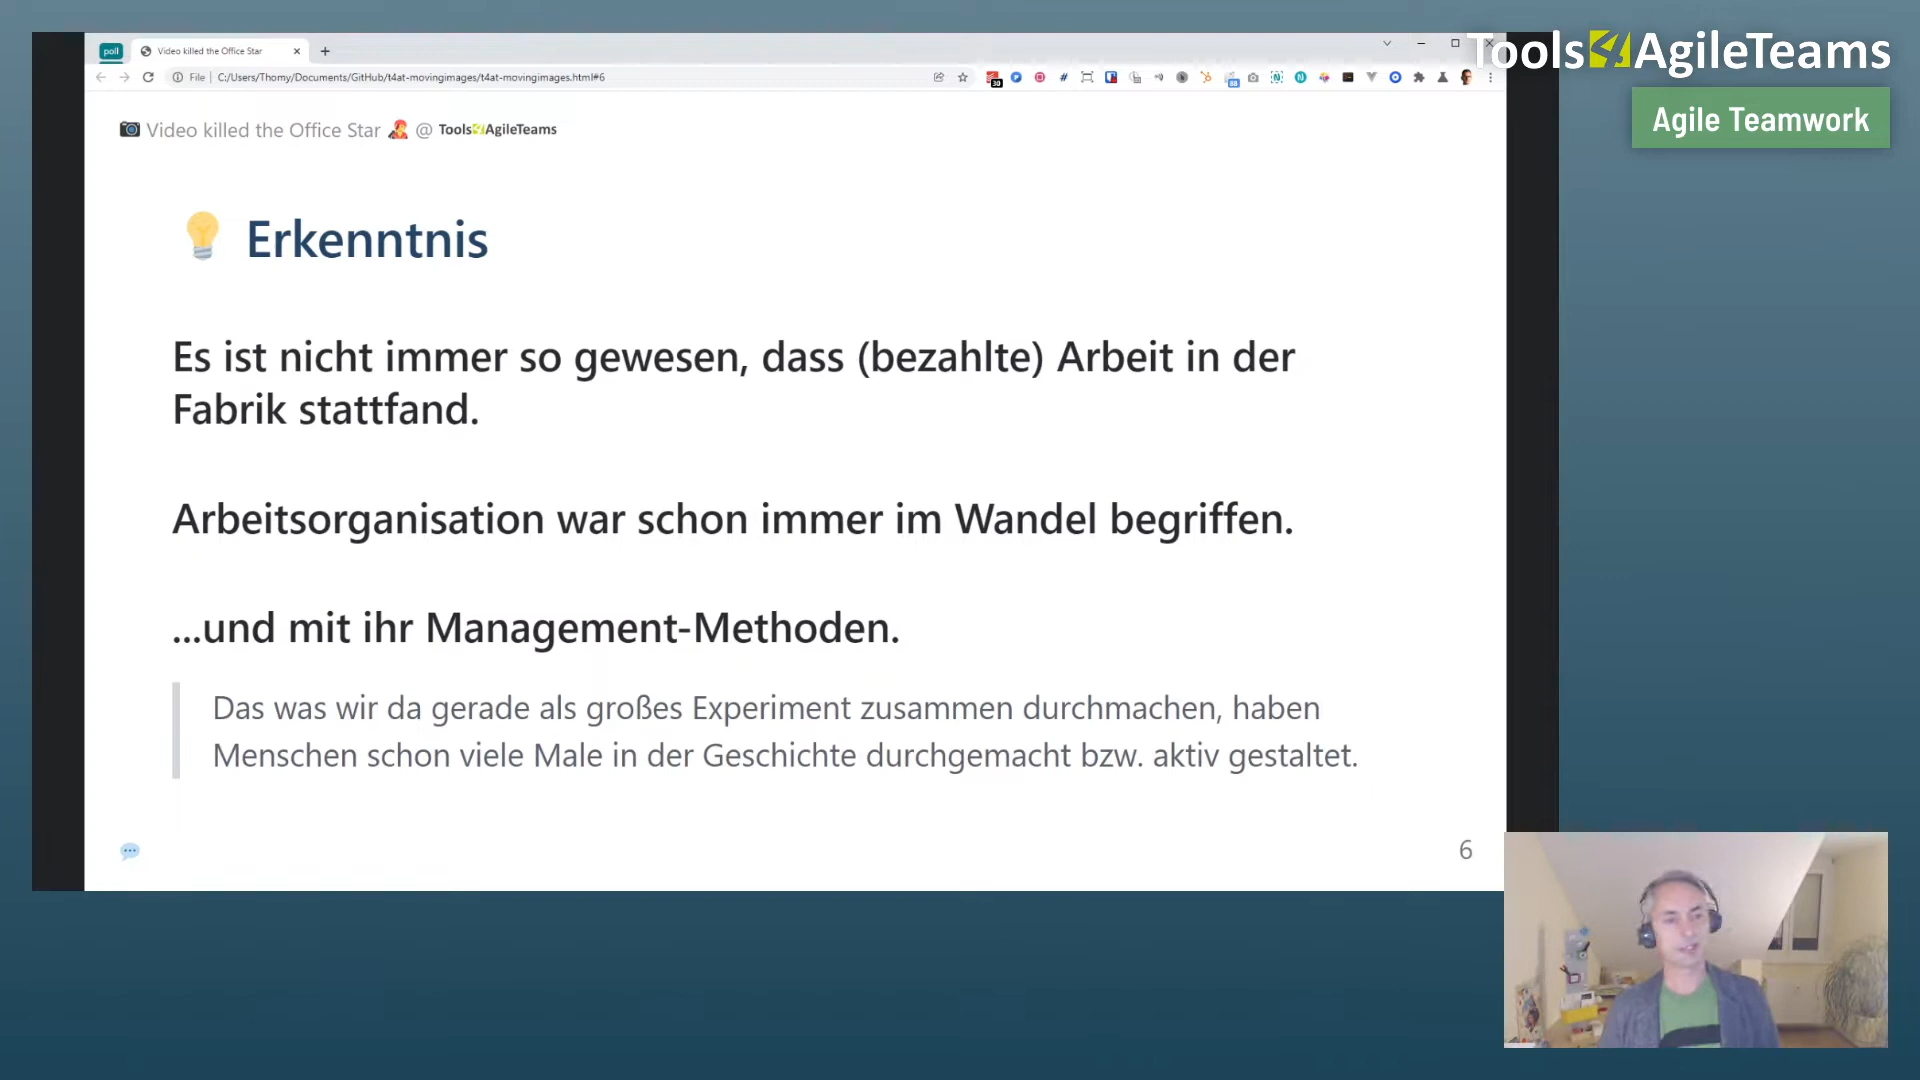 poll
Video killed the Office Star
File
C:/Users/Thomy/Documents/GitHub/t4at-movingimages/t4at-movingimages.html#6
30
Tools4AgileTeams
Agile Teamwork
Video killed the Office Star @ Tools4AgileTeams
Erkenntnis
Es ist nicht immer so gewesen, dass (bezahlte) Arbeit in der
Fabrik stattfand.
Arbeitsorganisation war schon immer im Wandel begriffen.
...und mit ihr Management-Methoden.
Das was wir da gerade als großes Experiment zusammen durchmachen, haben
Menschen schon viele Male in der Geschichte durchgemacht bzw. aktiv gestaltet.
6